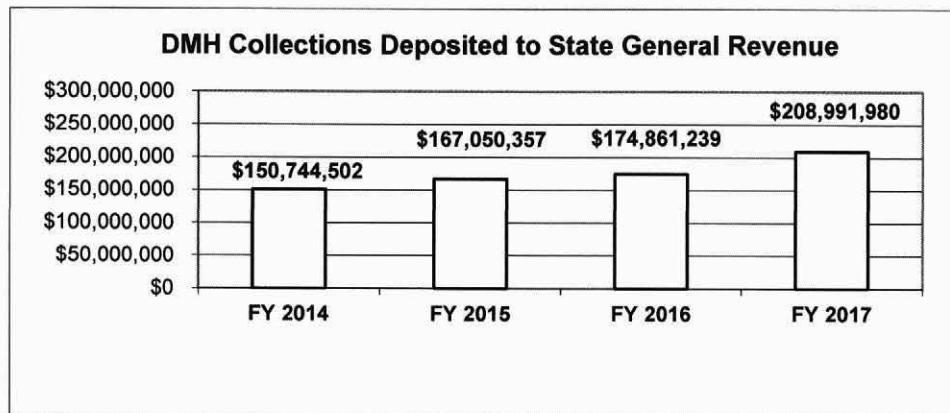 DMH Collections Deposited to State General Revenue
$300,000,000
$250,000,000
$200,000,000
$150,000,000
$100,000,000
$50,000,000
$0
$150,744,502
$167,050,357
$174,861,239
$208,991,980
FY 2014
FY 2015
FY 2016
FY 2017